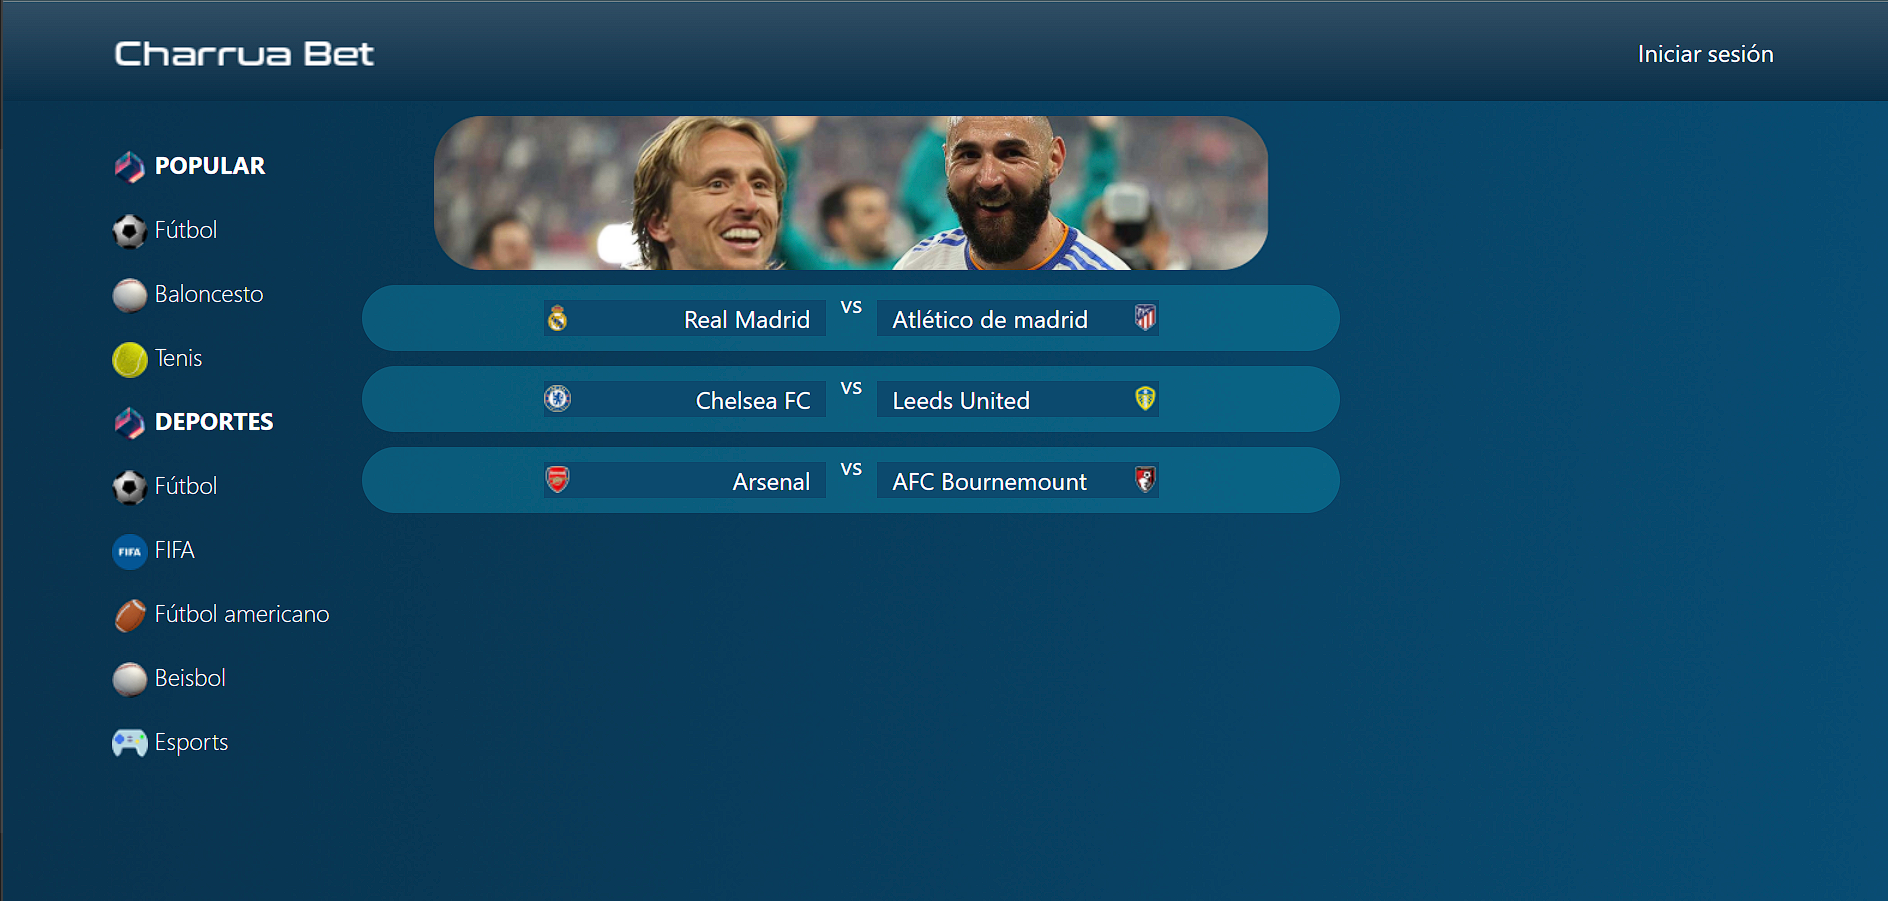 Charrua Bet
Iniciar sesión
POPULAR
Fútbol
Baloncesto
Tenis
DEPORTES
Fútbol
FIFA FIFA
Fútbol americano
Beisbol
Esports
Real Madrid vs Atlético de madrid
Chelsea FC vs Leeds United
Arsenal vs AFC Bournemount